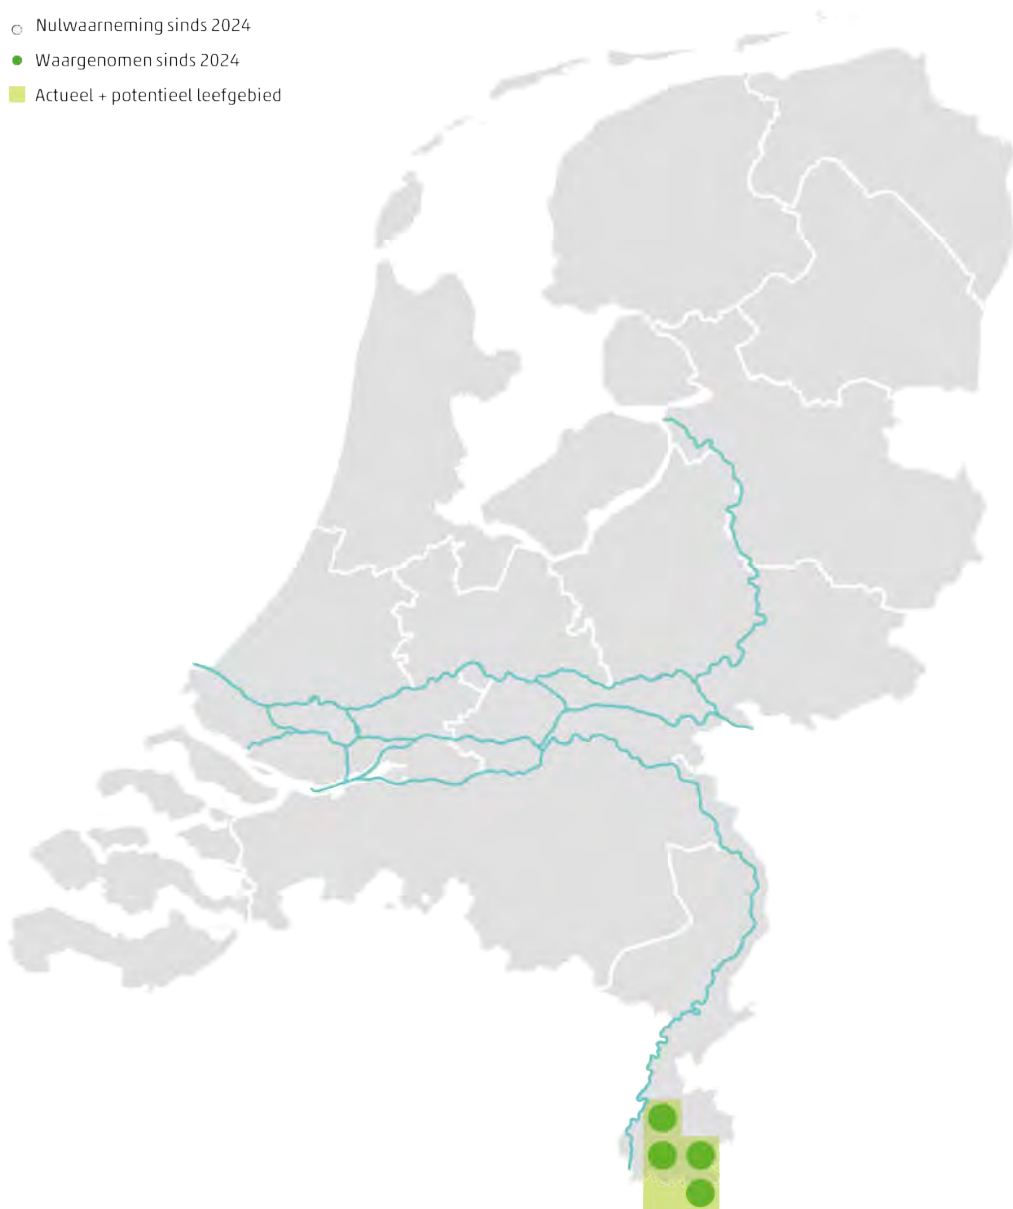 Nulwaarneming sinds 2024
Waargenomen sinds 2024
Actueel + potentieel leefgebied